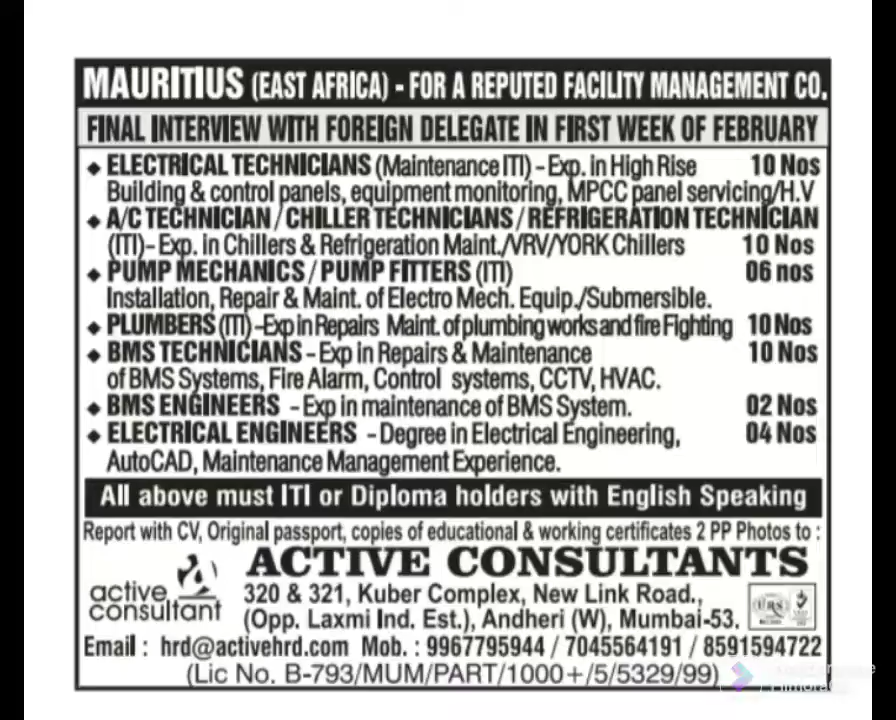 MAURITIUS (EAST AFRICA) - FOR A REPUTED FACILITY MANAGEMENT CO.
FINAL INTERVIEW WITH FOREIGN DELEGATE IN FIRST WEEK OF FEBRUARY
◆ ELECTRICAL TECHNICIANS (Maintenance ITI) - Exp. in High Rise 10 Nos
Building & control panels, equipment monitoring, MPCC panel servicing/H.V
◆ A/C TECHNICIAN / CHILLER TECHNICIANS / REFRIGERATION TECHNICIAN
(ITI)- Exp. in Chillers & Refrigeration Maint./VRV/YORK Chillers 10 Nos
◆ PUMP MECHANICS / PUMP FITTERS (ITI) 06 nos
Installation, Repair & Maint. of Electro Mech. Equip./Submersible.
◆ PLUMBERS (ITI) -Exp in Repairs Maint. of plumbing works and fire Fighting 10 Nos
◆ BMS TECHNICIANS - Exp in Repairs & Maintenance 10 Nos
of BMS Systems, Fire Alarm, Control systems, CCTV, HVAC.
◆ BMS ENGINEERS - Exp in maintenance of BMS System. 02 Nos
◆ ELECTRICAL ENGINEERS - Degree in Electrical Engineering, 04 Nos
AutoCAD, Maintenance Management Experience.
All above must ITI or Diploma holders with English Speaking
Report with CV, Original passport, copies of educational & working certificates 2 PP Photos to :
ACTIVE CONSULTANTS
active consultant
320 & 321, Kuber Complex, New Link Road.,
(Opp. Laxmi Ind. Est.), Andheri (W), Mumbai-53.
URS
Email : hrd@activehrd.com Mob. : 9967795944 / 7045564191 / 8591594722
(Lic No. B-793/MUM/PART/1000+/5/5329/99)